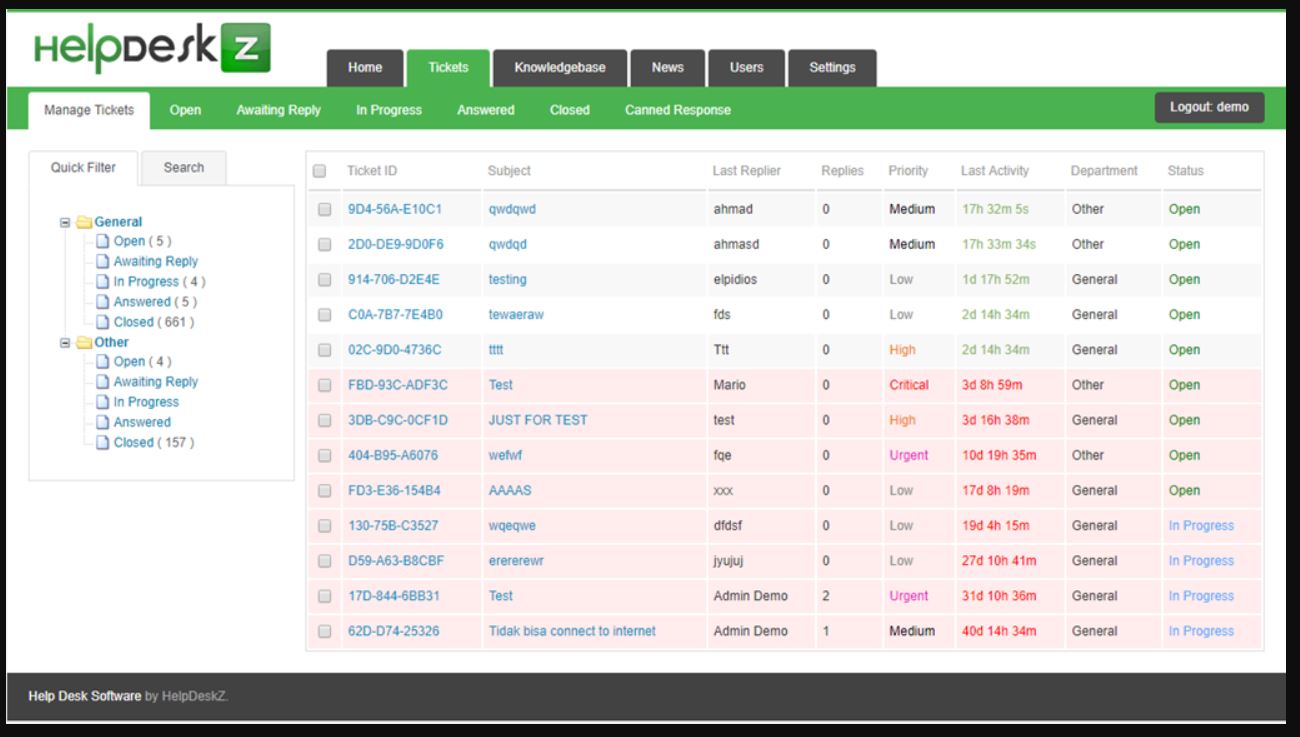 HelpDesk Z
Home Tickets Knowledgebase News Users Settings
Manage Tickets Open Awaiting Reply In Progress Answered Closed Canned Response Logout: demo
Quick Filter Search
General
Open ( 5 )
Awaiting Reply
In Progress ( 4 )
Answered ( 5 )
Closed ( 661 )
Other
Open ( 4 )
Awaiting Reply
In Progress
Answered
Closed ( 157 )
Ticket ID Subject Last Replier Replies Priority Last Activity Department Status
9D4-56A-E10C1 qwdqwd ahmad 0 Medium 17h 32m 5s Other Open
2D0-DE9-9D0F6 qwdqd ahmasd 0 Medium 17h 33m 34s Other Open
914-706-D2E4E testing elpidios 0 Low 1d 17h 52m General Open
C0A-7B7-7E4B0 tewaeraw fds 0 Low 2d 14h 34m General Open
02C-9D0-4736C tttt Ttt 0 High 2d 14h 34m General Open
FBD-93C-ADF3C Test Mario 0 Critical 3d 8h 59m Other Open
3DB-C9C-0CF1D JUST FOR TEST test 0 High 3d 16h 38m General Open
404-B95-A6076 wefwf fqe 0 Urgent 10d 19h 35m Other Open
FD3-E36-154B4 AAAAS xxx 0 Low 17d 8h 19m General Open
130-75B-C3527 wqeqwe dfdsf 0 Low 19d 4h 15m General In Progress
D59-A63-B8CBF erererewr jyujuj 0 Low 27d 10h 41m General In Progress
17D-844-6BB31 Test Admin Demo 2 Urgent 31d 10h 36m General In Progress
62D-D74-25326 Tidak bisa connect to internet Admin Demo 1 Medium 40d 14h 34m General In Progress
Help Desk Software by HelpDeskZ.